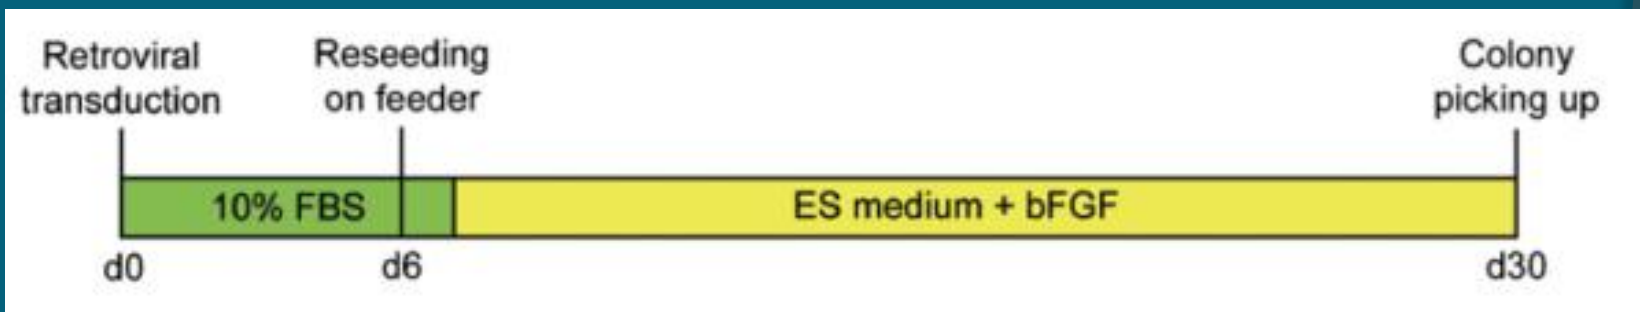 Retroviral
transduction
Reseeding
on feeder
Colony
picking up
10% FBS
ES medium + bFGF
d0
d6
d30